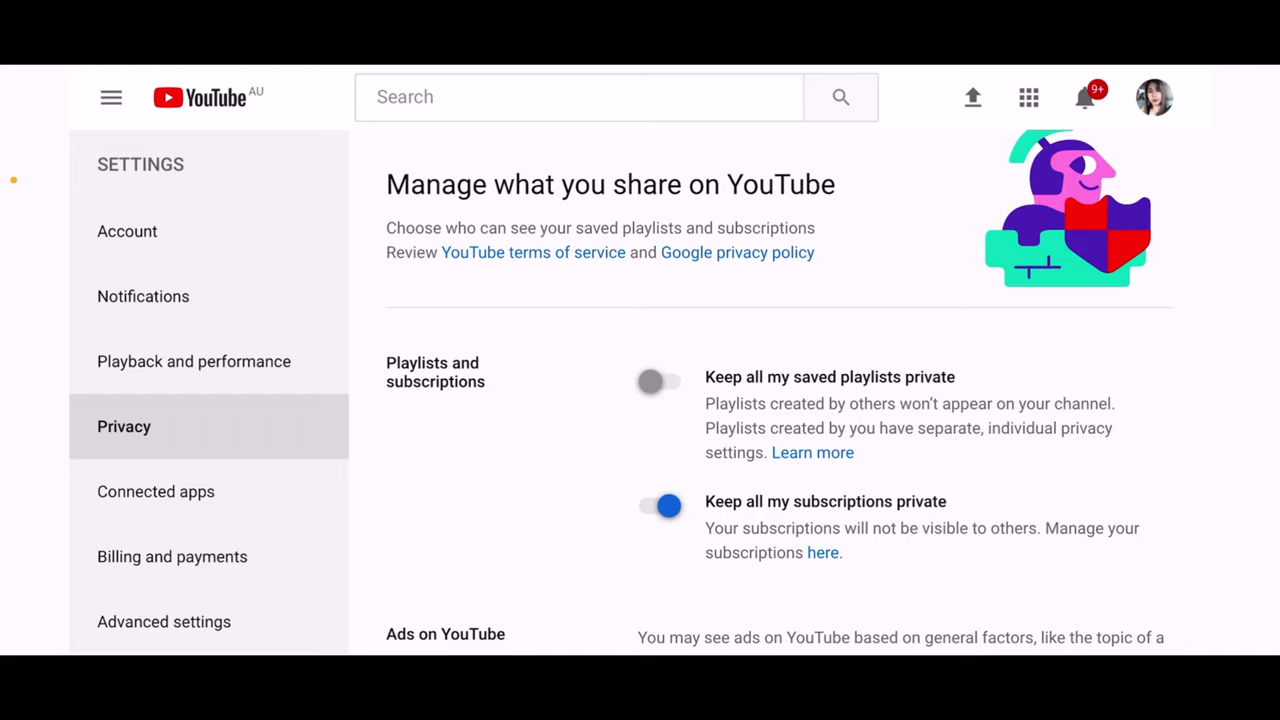 YouTube AU
Search
9+
SETTINGS
Account
Notifications
Playback and performance
Privacy
Connected apps
Billing and payments
Advanced settings
Manage what you share on YouTube
Choose who can see your saved playlists and subscriptions
Review YouTube terms of service and Google privacy policy
Playlists and
subscriptions
Keep all my saved playlists private
Playlists created by others won’t appear on your channel.
Playlists created by you have separate, individual privacy
settings. Learn more
Keep all my subscriptions private
Your subscriptions will not be visible to others. Manage your
subscriptions here.
Ads on YouTube
You may see ads on YouTube based on general factors, like the topic of a